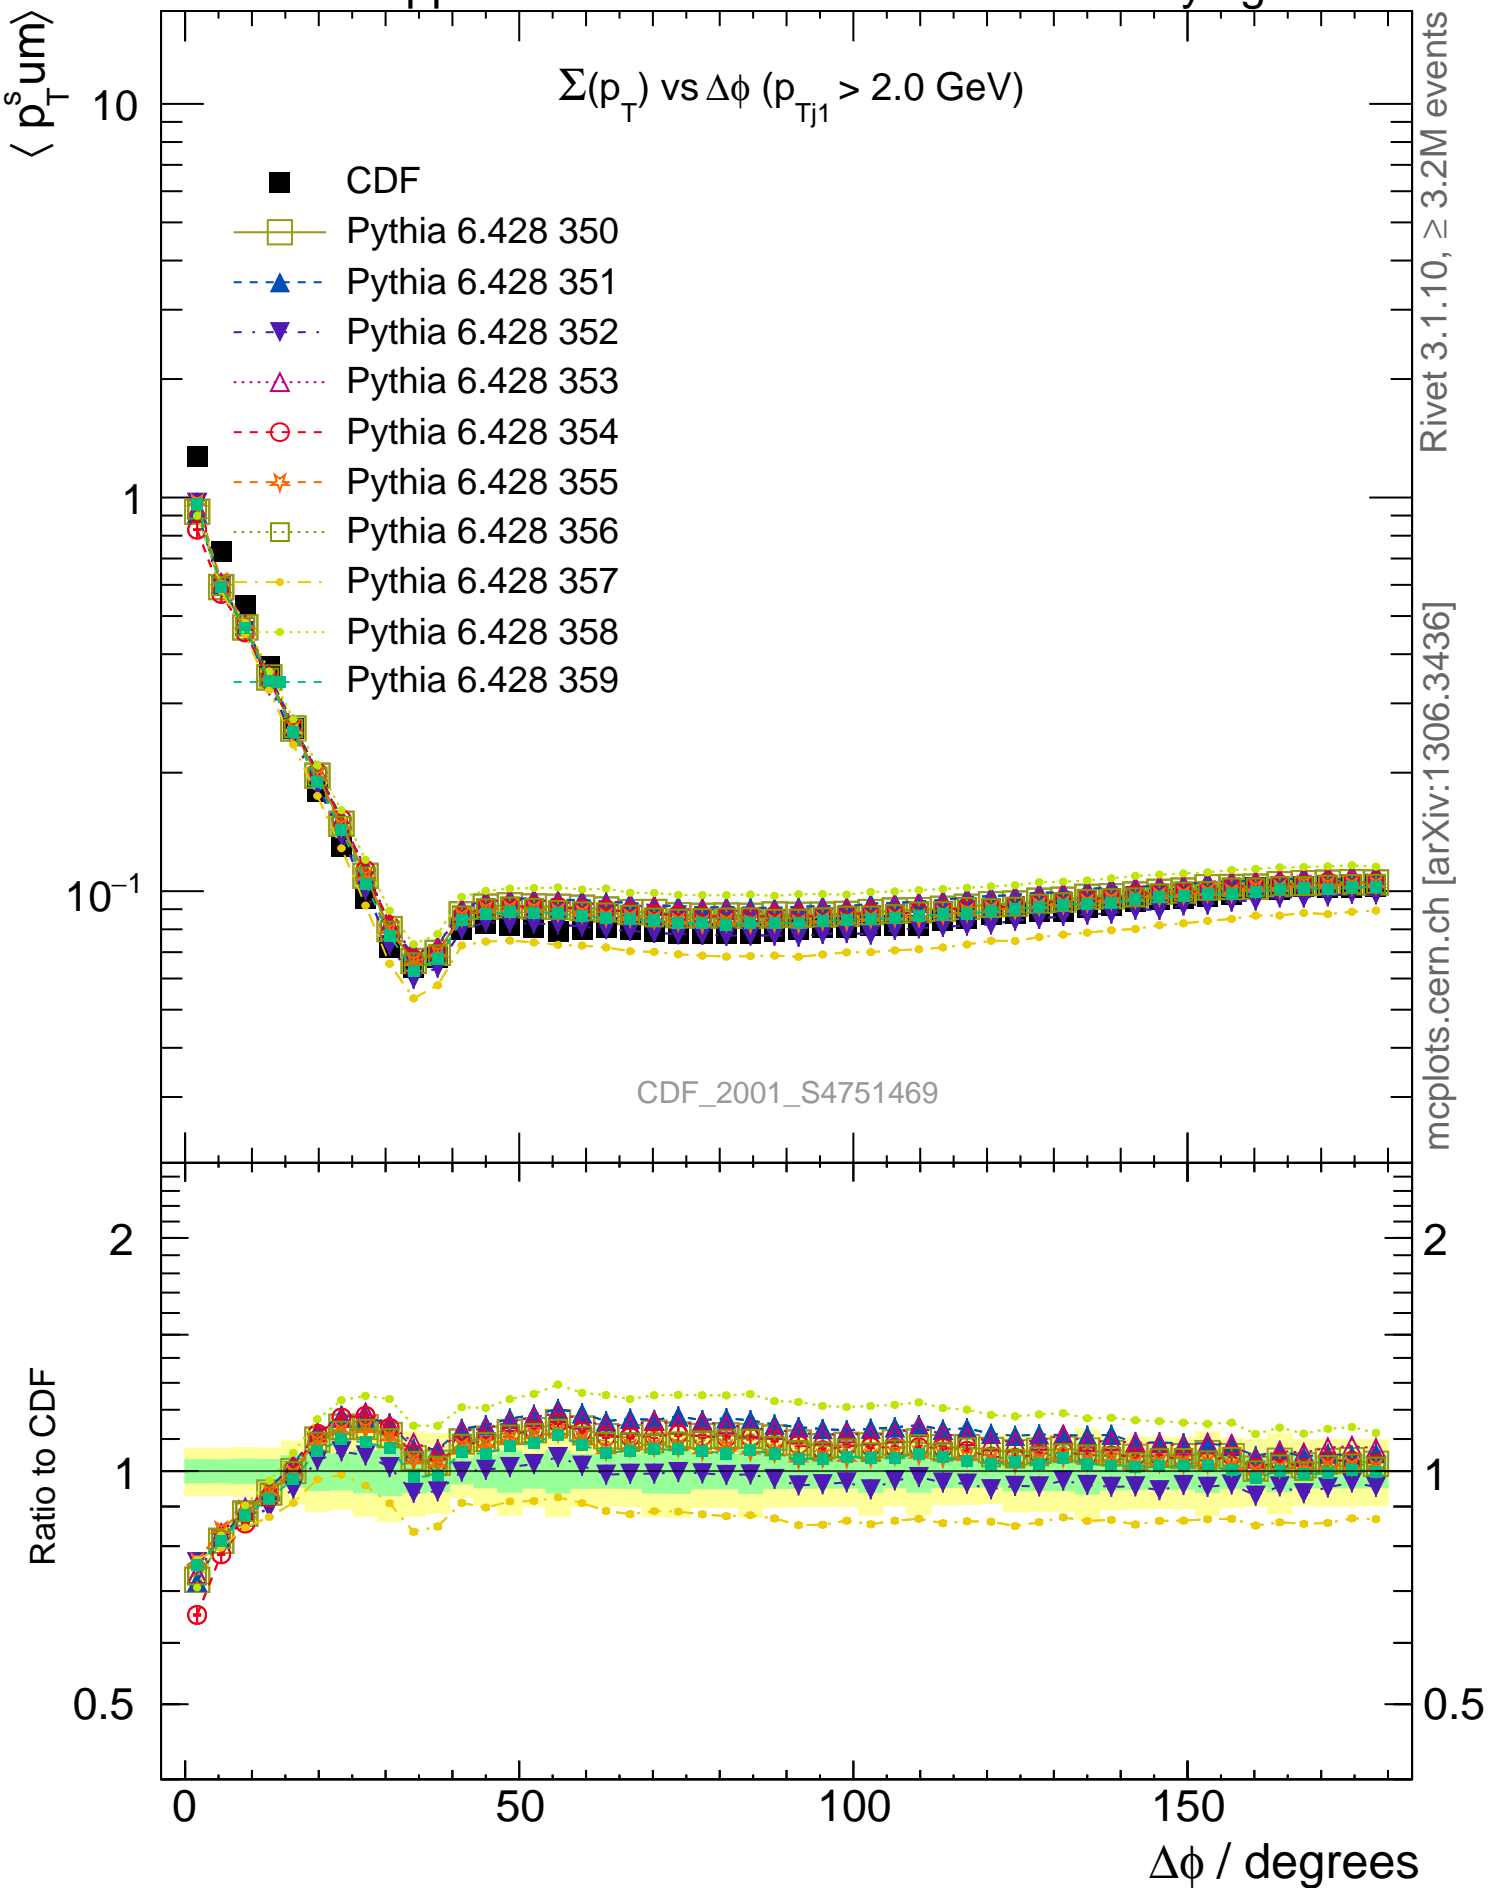 Σ(p_T) vs Δϕ (p_Tj1 > 2.0 GeV)
⟨ p_T^s um⟩
CDF
Pythia 6.428 350
Pythia 6.428 351
Pythia 6.428 352
Pythia 6.428 353
Pythia 6.428 354
Pythia 6.428 355
Pythia 6.428 356
Pythia 6.428 357
Pythia 6.428 358
Pythia 6.428 359
10
1
10⁻¹
CDF_2001_S4751469
Rivet 3.1.10, ≥ 3.2M events
mcplots.cern.ch [arXiv:1306.3436]
Ratio to CDF
2
1
0.5
2
1
0.5
0
50
100
150
Δϕ / degrees